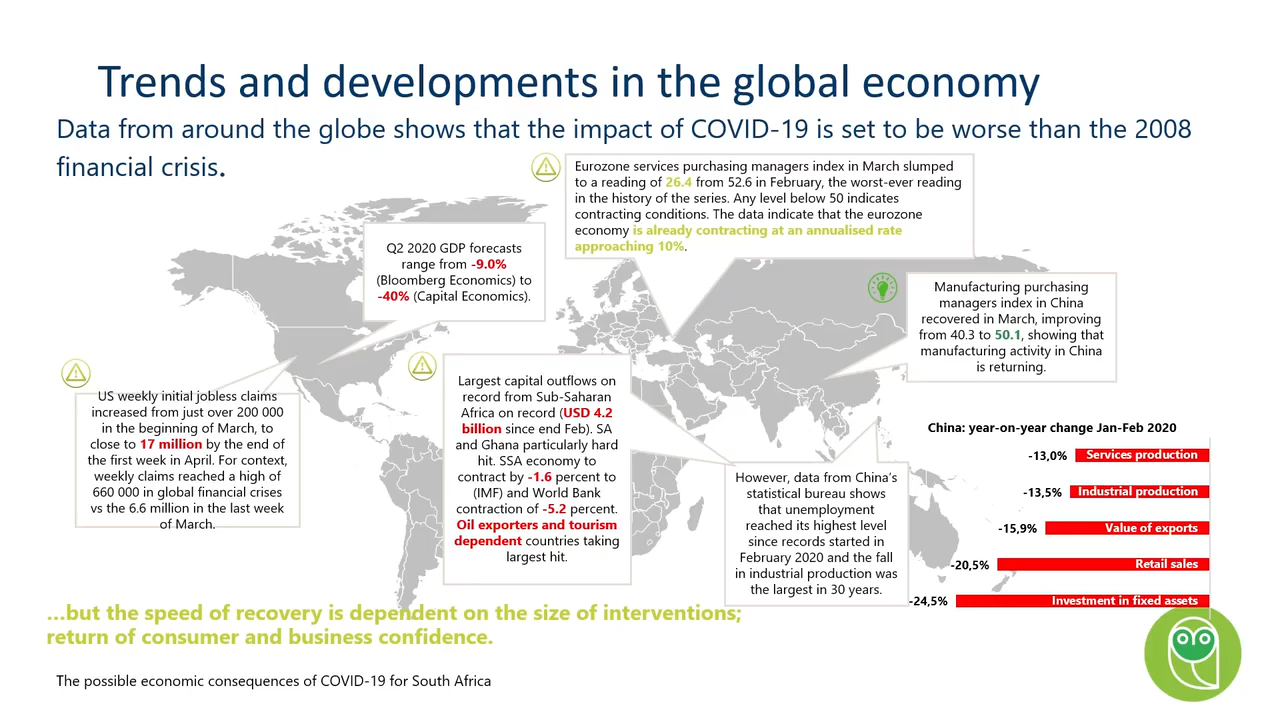 Trends and developments in the global economy
Data from around the globe shows that the impact of COVID-19 is set to be worse than the 2008
financial crisis.
Eurozone services purchasing managers index in March slumped
to a reading of 26.4 from 52.6 in February, the worst-ever reading
in the history of the series. Any level below 50 indicates
contracting conditions. The data indicate that the eurozone
economy is already contracting at an annualised rate
approaching 10%.
Q2 2020 GDP forecasts
range from -9.0%
(Bloomberg Economics) to
-40% (Capital Economics).
Manufacturing purchasing
managers index in China
recovered in March, improving
from 40.3 to 50.1, showing that
manufacturing activity in China
is returning.
US weekly initial jobless claims
increased from just over 200 000
in the beginning of March, to
close to 17 million by the end of
the first week in April. For context,
weekly claims reached a high of
660 000 in global financial crises
vs the 6.6 million in the last week
of March.
Largest capital outflows on
record from Sub-Saharan
Africa on record (USD 4.2
billion since end Feb). SA
and Ghana particularly hard
hit. SSA economy to
contract by -1.6 percent to
(IMF) and World Bank
contraction of -5.2 percent.
Oil exporters and tourism
dependent countries taking
largest hit.
However, data from China's
statistical bureau shows
that unemployment
reached its highest level
since records started in
February 2020 and the fall
in industrial production was
the largest in 30 years.
China: year-on-year change Jan-Feb 2020
-13,0% Services production
-13,5% Industrial production
-15,9% Value of exports
-20,5% Retail sales
-24,5% Investment in fixed assets
...but the speed of recovery is dependent on the size of interventions;
return of consumer and business confidence.
The possible economic consequences of COVID-19 for South Africa